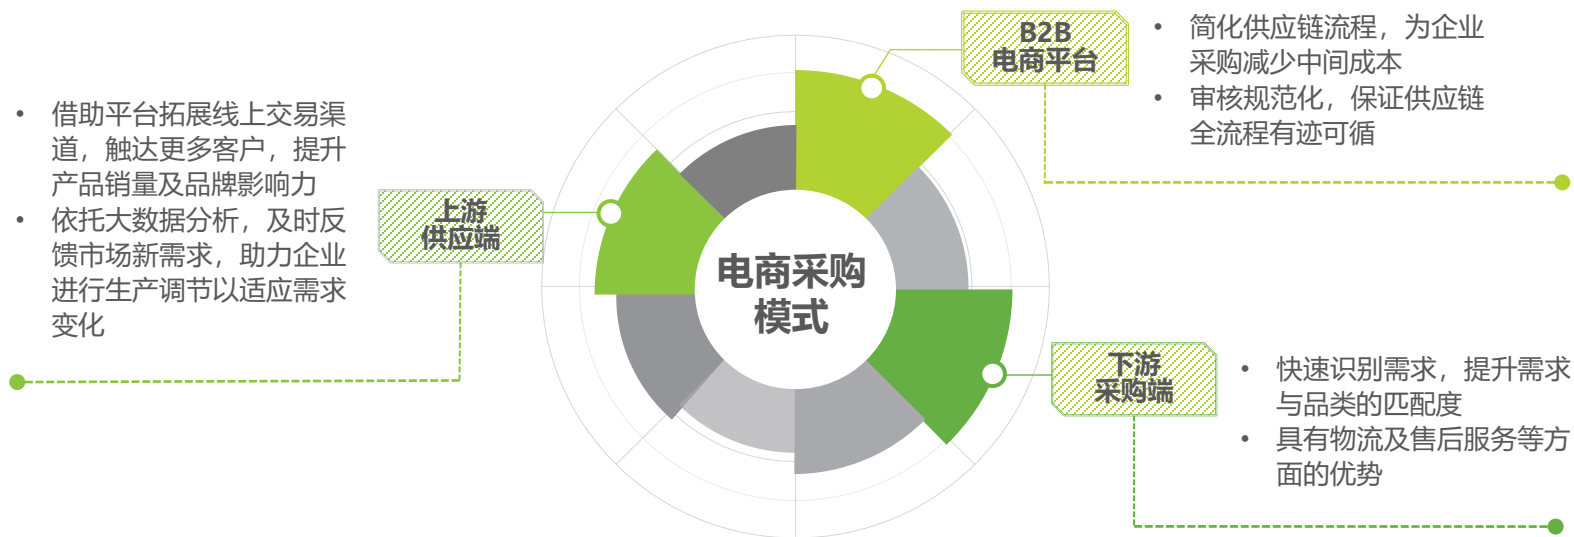 B2B
电商平台
• 简化供应链流程，为企业
采购减少中间成本
• 审核规范化，保证供应链
全流程有迹可循
• 借助平台拓展线上交易渠
道，触达更多客户，提升
产品销量及品牌影响力
• 依托大数据分析，及时反
馈市场新需求，助力企业
进行生产调节以适应需求
变化
上游
供应端
电商采购
模式
下游
采购端
• 快速识别需求，提升需求
与品类的匹配度
• 具有物流及售后服务等方
面的优势